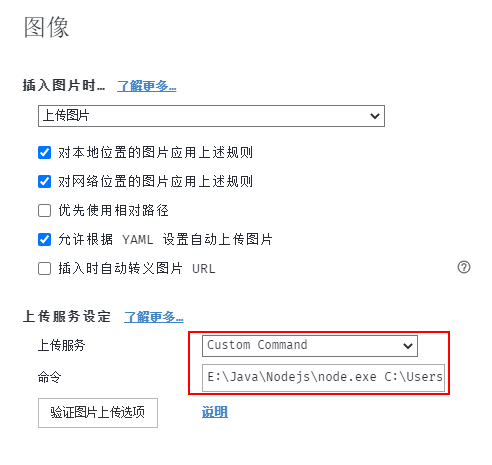 图像
插入图片时… 了解更多…
上传图片
对本地位置的图片应用上述规则
对网络位置的图片应用上述规则
优先使用相对路径
允许根据 YAML 设置自动上传图片
插入时自动转义图片 URL
上传服务设定 了解更多…
上传服务 Custom Command
命令 E:\Java\Nodejs\node.exe C:\Users
验证图片上传选项 说明